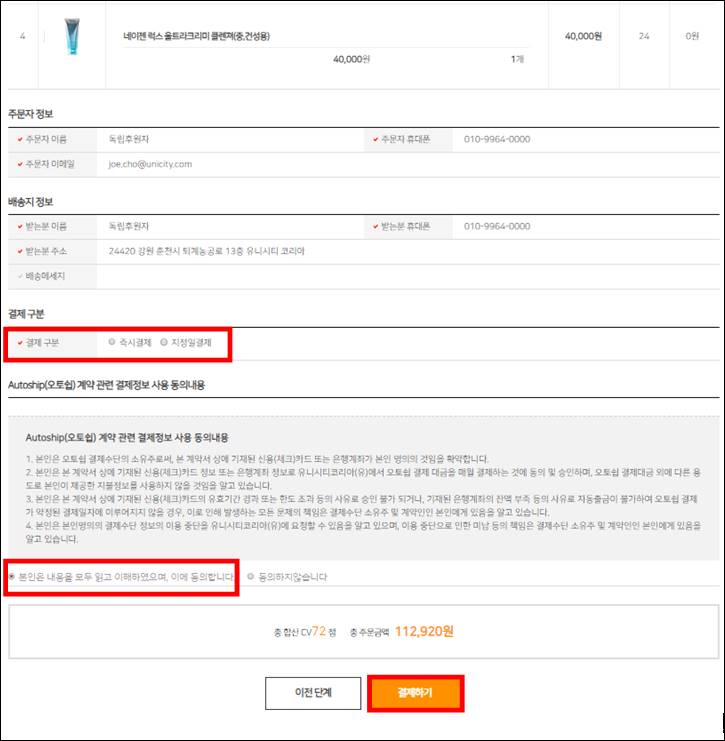 4 네이젠 럭스 울트라크리미 클렌져(중,건성용) 40,000원 24 0원
40,000원 1개
주문자 정보
주문자 이름 독립후원자 주문자 휴대폰 010-9964-0000
주문자 이메일 joe.cho@unicity.com
배송지 정보
받는분 이름 독립후원자 받는분 휴대폰 010-9964-0000
받는분 주소 24420 강원 춘천시 퇴계농공로 13층 유니시티 코리아
배송메세지
결제 구분
결제 구분 즉시결제 지정일결제
Autoship(오토쉽) 계약 관련 결제정보 사용 동의내용
Autoship(오토쉽) 계약 관련 결제정보 사용 동의내용
1. 본인은 오토쉽 결제수단의 소유주로써, 본 계약서 상에 기재된 신용(체크)카드 또는 은행계좌가 본인 명의의 것임을 확약합니다.
2. 본인은 본 계약서 상에 기재된 신용(체크)카드 정보 또는 은행계좌 정보로 유니시티코리아(유)에서 오토쉽 결제 대금을 매월 결제하는 것에 동의 및 승인하며, 오토쉽 결제대금 외에 다른 용
도로 본인이 제공한 지불정보를 사용하지 않을 것임을 알고 있습니다.
3. 본인은 본 계약서 상에 기재된 신용(체크)카드의 유효기간 경과 또는 한도 초과 등의 사유로 승인 불가 되거나, 기재된 은행계좌의 잔액 부족 등의 사유로 자동출금이 불가하여 오토쉽 결제
가 약정된 결제일자에 이루어지지 않을 경우, 이로 인해 발생하는 모든 문제의 책임은 결제수단 소유주 및 계약인인 본인에게 있음을 알고 있습니다.
4. 본인은 본인명의의 결제수단 정보의 이용 중단을 유니시티코리아(유)에 요청할 수 있음을 알고 있으며, 이용 중단으로 인한 미납 등의 책임은 결제수단 소유주 및 계약인인 본인에게 있음을
알고 있습니다.
본인은 내용을 모두 읽고 이해하였으며, 이에 동의합니다. 동의하지않습니다
총 합산 CV 72 점 총 주문금액 112,920원
이전 단계 결제하기